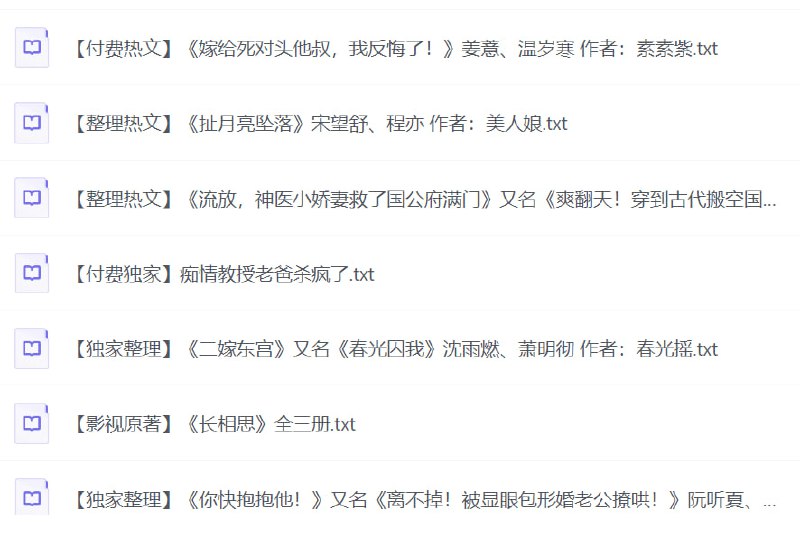 【付费热文】《嫁给死对头他叔，我反悔了！》姜薏、温岁寒 作者：素素紫.txt
【整理热文】《扯月亮坠落》宋望舒、程亦 作者：美人娘.txt
【整理热文】《流放，神医小娇妻救了国公府满门》又名《爽翻天！穿到古代搬空国...
【付费独家】痴情教授老爸杀疯了.txt
【独家整理】《二嫁东宫》又名《春光囚我》沈雨燃、萧明彻 作者：春光摇.txt
【影视原著】《长相思》全三册.txt
【独家整理】《你快抱抱他！》又名《离不掉！被显眼包形婚老公撩哄！》阮听夏、...